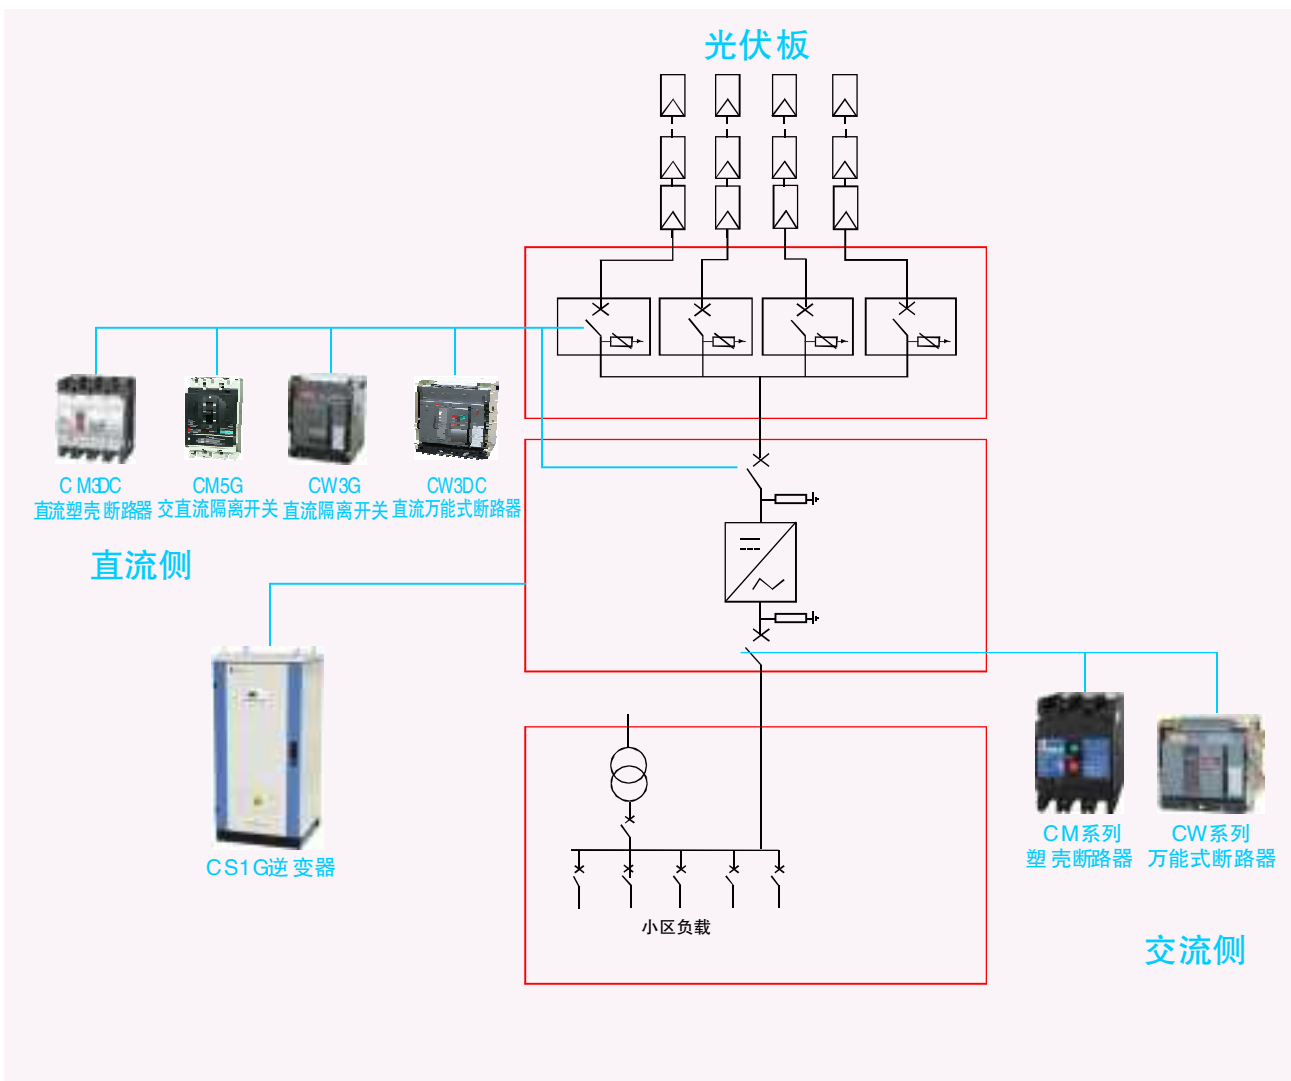 光伏板
CM3DC
直流塑壳断路器
CM5G
交直流隔离开关
CW3G
直流隔离开关
CW3DC
直流万能式断路器
直流侧
CS1G逆变器
CM系列
塑壳断路器
CW系列
万能式断路器
小区负载
交流侧